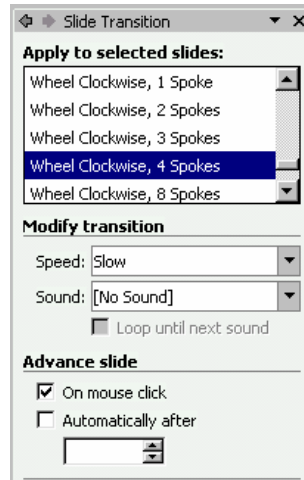 Slide Transition
Apply to selected slides:
Wheel Clockwise, 1 Spoke
Wheel Clockwise, 2 Spokes
Wheel Clockwise, 3 Spokes
Wheel Clockwise, 4 Spokes
Wheel Clockwise, 8 Spokes
Modify transition
Speed: Slow
Sound: [No Sound]
Loop until next sound
Advance slide
On mouse click
Automatically after